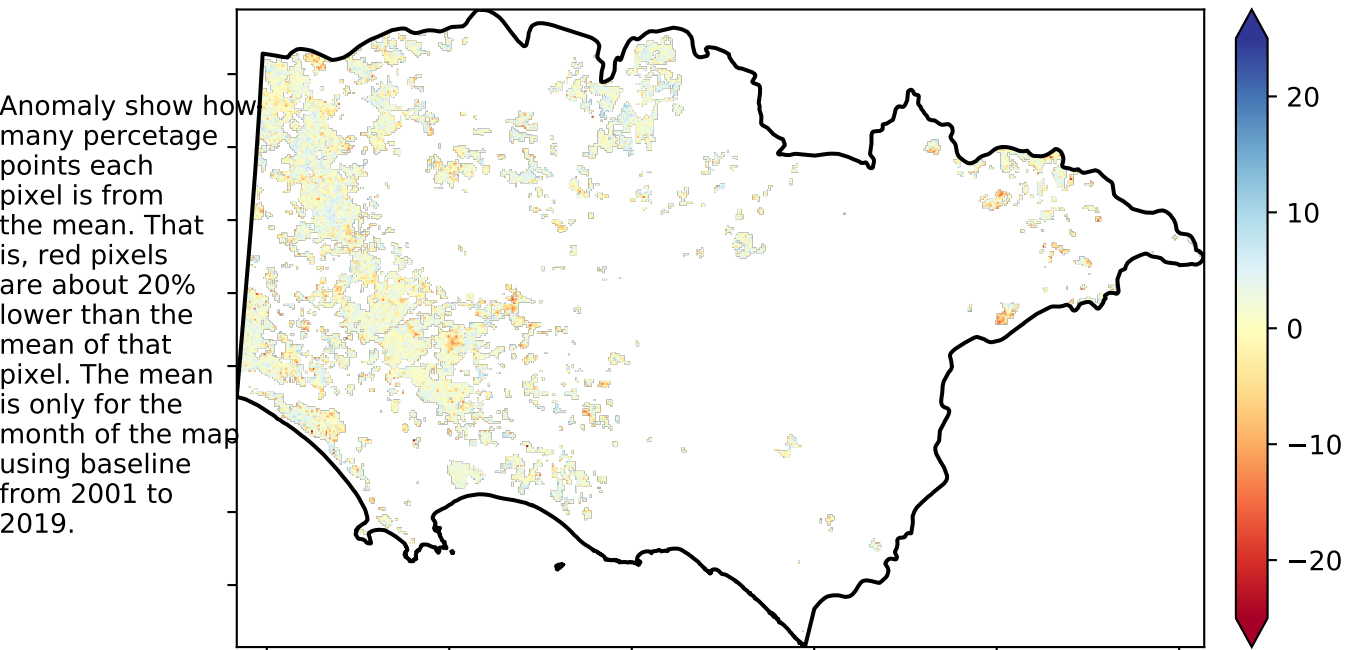 Anomaly show how
many percetage
points each
pixel is from
the mean. That
is, red pixels
are about 20%
lower than the
mean of that
pixel. The mean
is only for the
month of the map
using baseline
from 2001 to
2019.
20
10
0
−10
−20